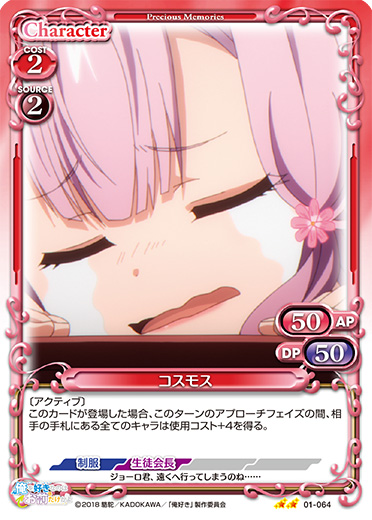 Precious Memories
Character
COST
2
SOURCE
2
50 AP
DP 50
コスモス
［アクティブ］
このカードが登場した場合、このターンのアプローチフェイズの間、相
手の手札にある全てのキャラは使用コスト+4を得る。
制服 生徒会長
ジョーロ君、遠くへ行ってしまうのね……
©2018 駱駝／KADOKAWA／「俺好き」製作委員会
01-064